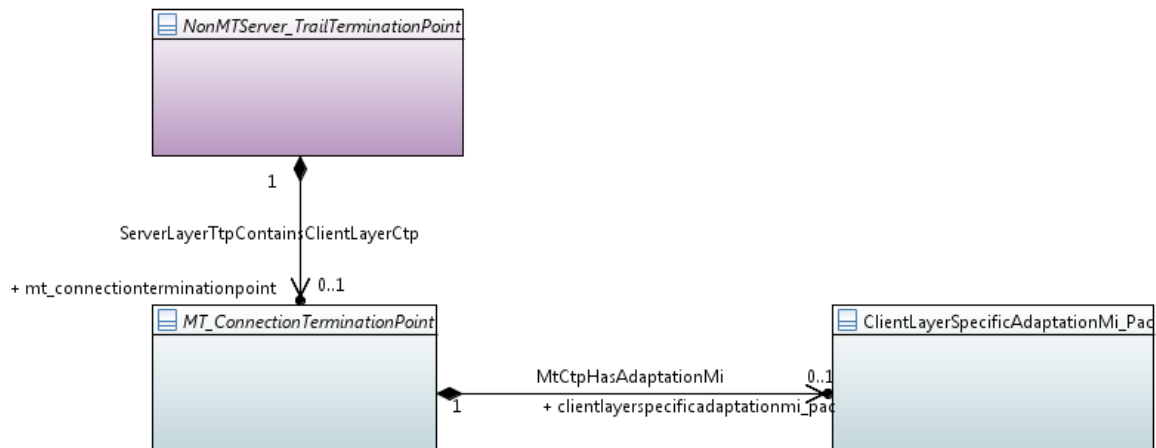 NonMTServer_TrailTerminationPoint
1
ServerLayerTtpContainsClientLayerCtp
+ mt_connectionterminationpoint
0..1
MT_ConnectionTerminationPoint
ClientLayerSpecificAdaptationMi_Pac
MtCtpHasAdaptationMi
0..1
1
+ clientlayerspecificadaptationmi_pac